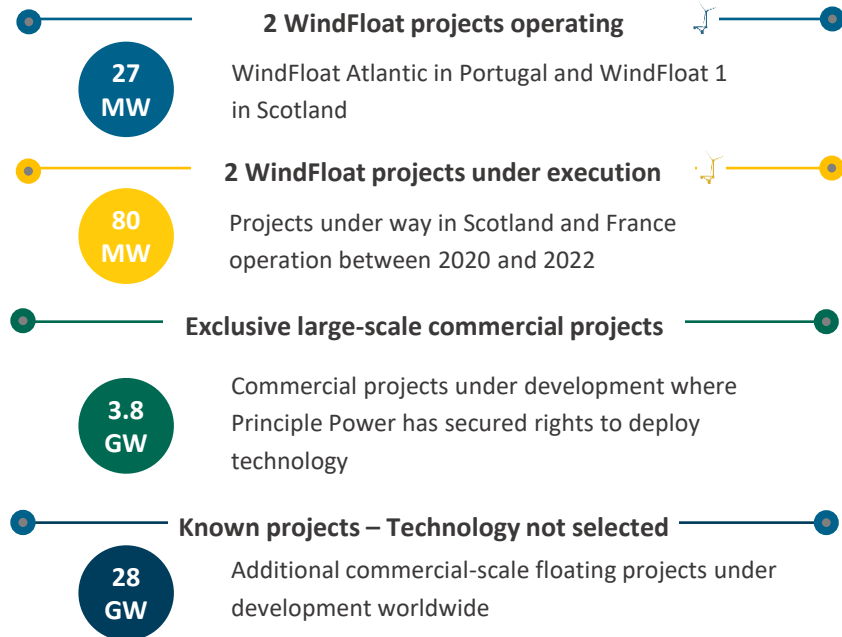 2 WindFloat projects operating
27
MW
WindFloat Atlantic in Portugal and WindFloat 1
in Scotland
2 WindFloat projects under execution
80
MW
Projects under way in Scotland and France
operation between 2020 and 2022
Exclusive large-scale commercial projects
3.8
GW
Commercial projects under development where
Principle Power has secured rights to deploy
technology
Known projects – Technology not selected
28
GW
Additional commercial-scale floating projects under
development worldwide